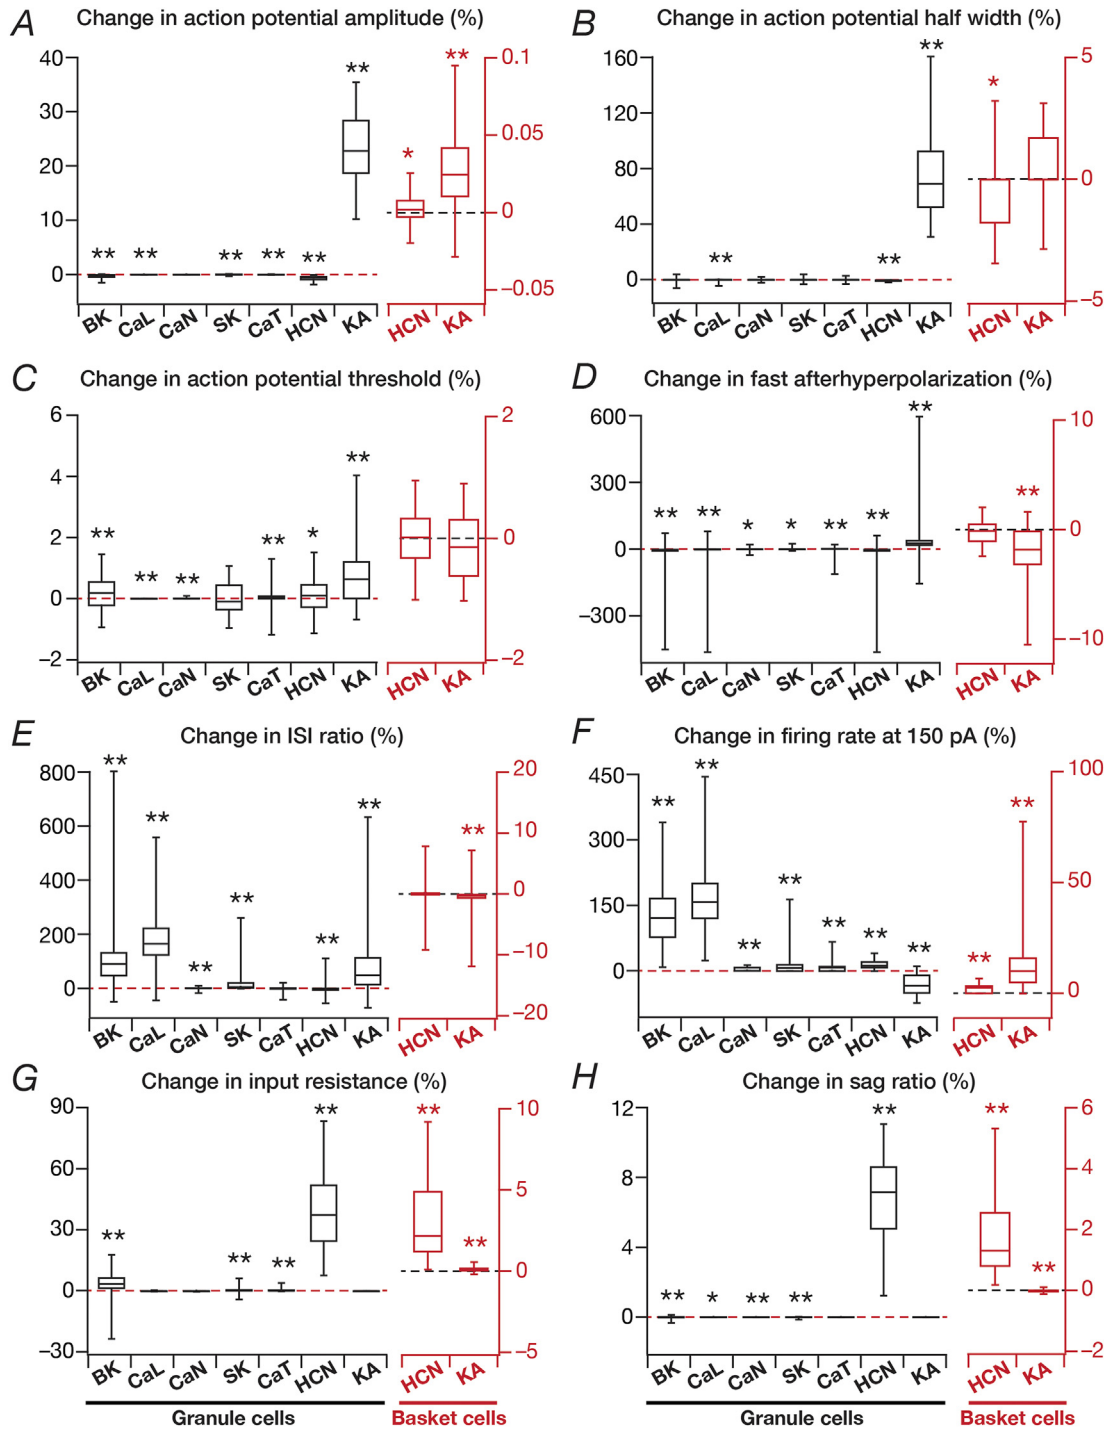 A Change in action potential amplitude (%)
40
30
20
10
0
** ** ** ** ** **
* **
0.1
0.05
0
−0.05
BK CaL CaN SK CaT HCN KA HCN KA
B Change in action potential half width (%)
160
120
80
40
0
** ** **
*
5
0
−5
BK CaL CaN SK CaT HCN KA HCN KA
C Change in action potential threshold (%)
6
4
2
0
−2
** ** ** ** * **
2
0
−2
BK CaL CaN SK CaT HCN KA HCN KA
D Change in fast afterhyperpolarization (%)
600
300
0
−300
** ** * * ** ** **
**
10
0
−10
BK CaL CaN SK CaT HCN KA HCN KA
E Change in ISI ratio (%)
800
600
400
200
0
** ** ** ** ** **
**
20
10
0
−10
−20
BK CaL CaN SK CaT HCN KA HCN KA
F Change in firing rate at 150 pA (%)
450
300
150
0
** ** ** ** ** ** **
** **
100
50
0
BK CaL CaN SK CaT HCN KA HCN KA
G Change in input resistance (%)
90
60
30
0
−30
** ** ** **
** **
10
5
0
−5
BK CaL CaN SK CaT HCN KA HCN KA
Granule cells Basket cells
H Change in sag ratio (%)
12
8
4
0
** * ** ** **
** **
6
4
2
0
−2
BK CaL CaN SK CaT HCN KA HCN KA
Granule cells Basket cells